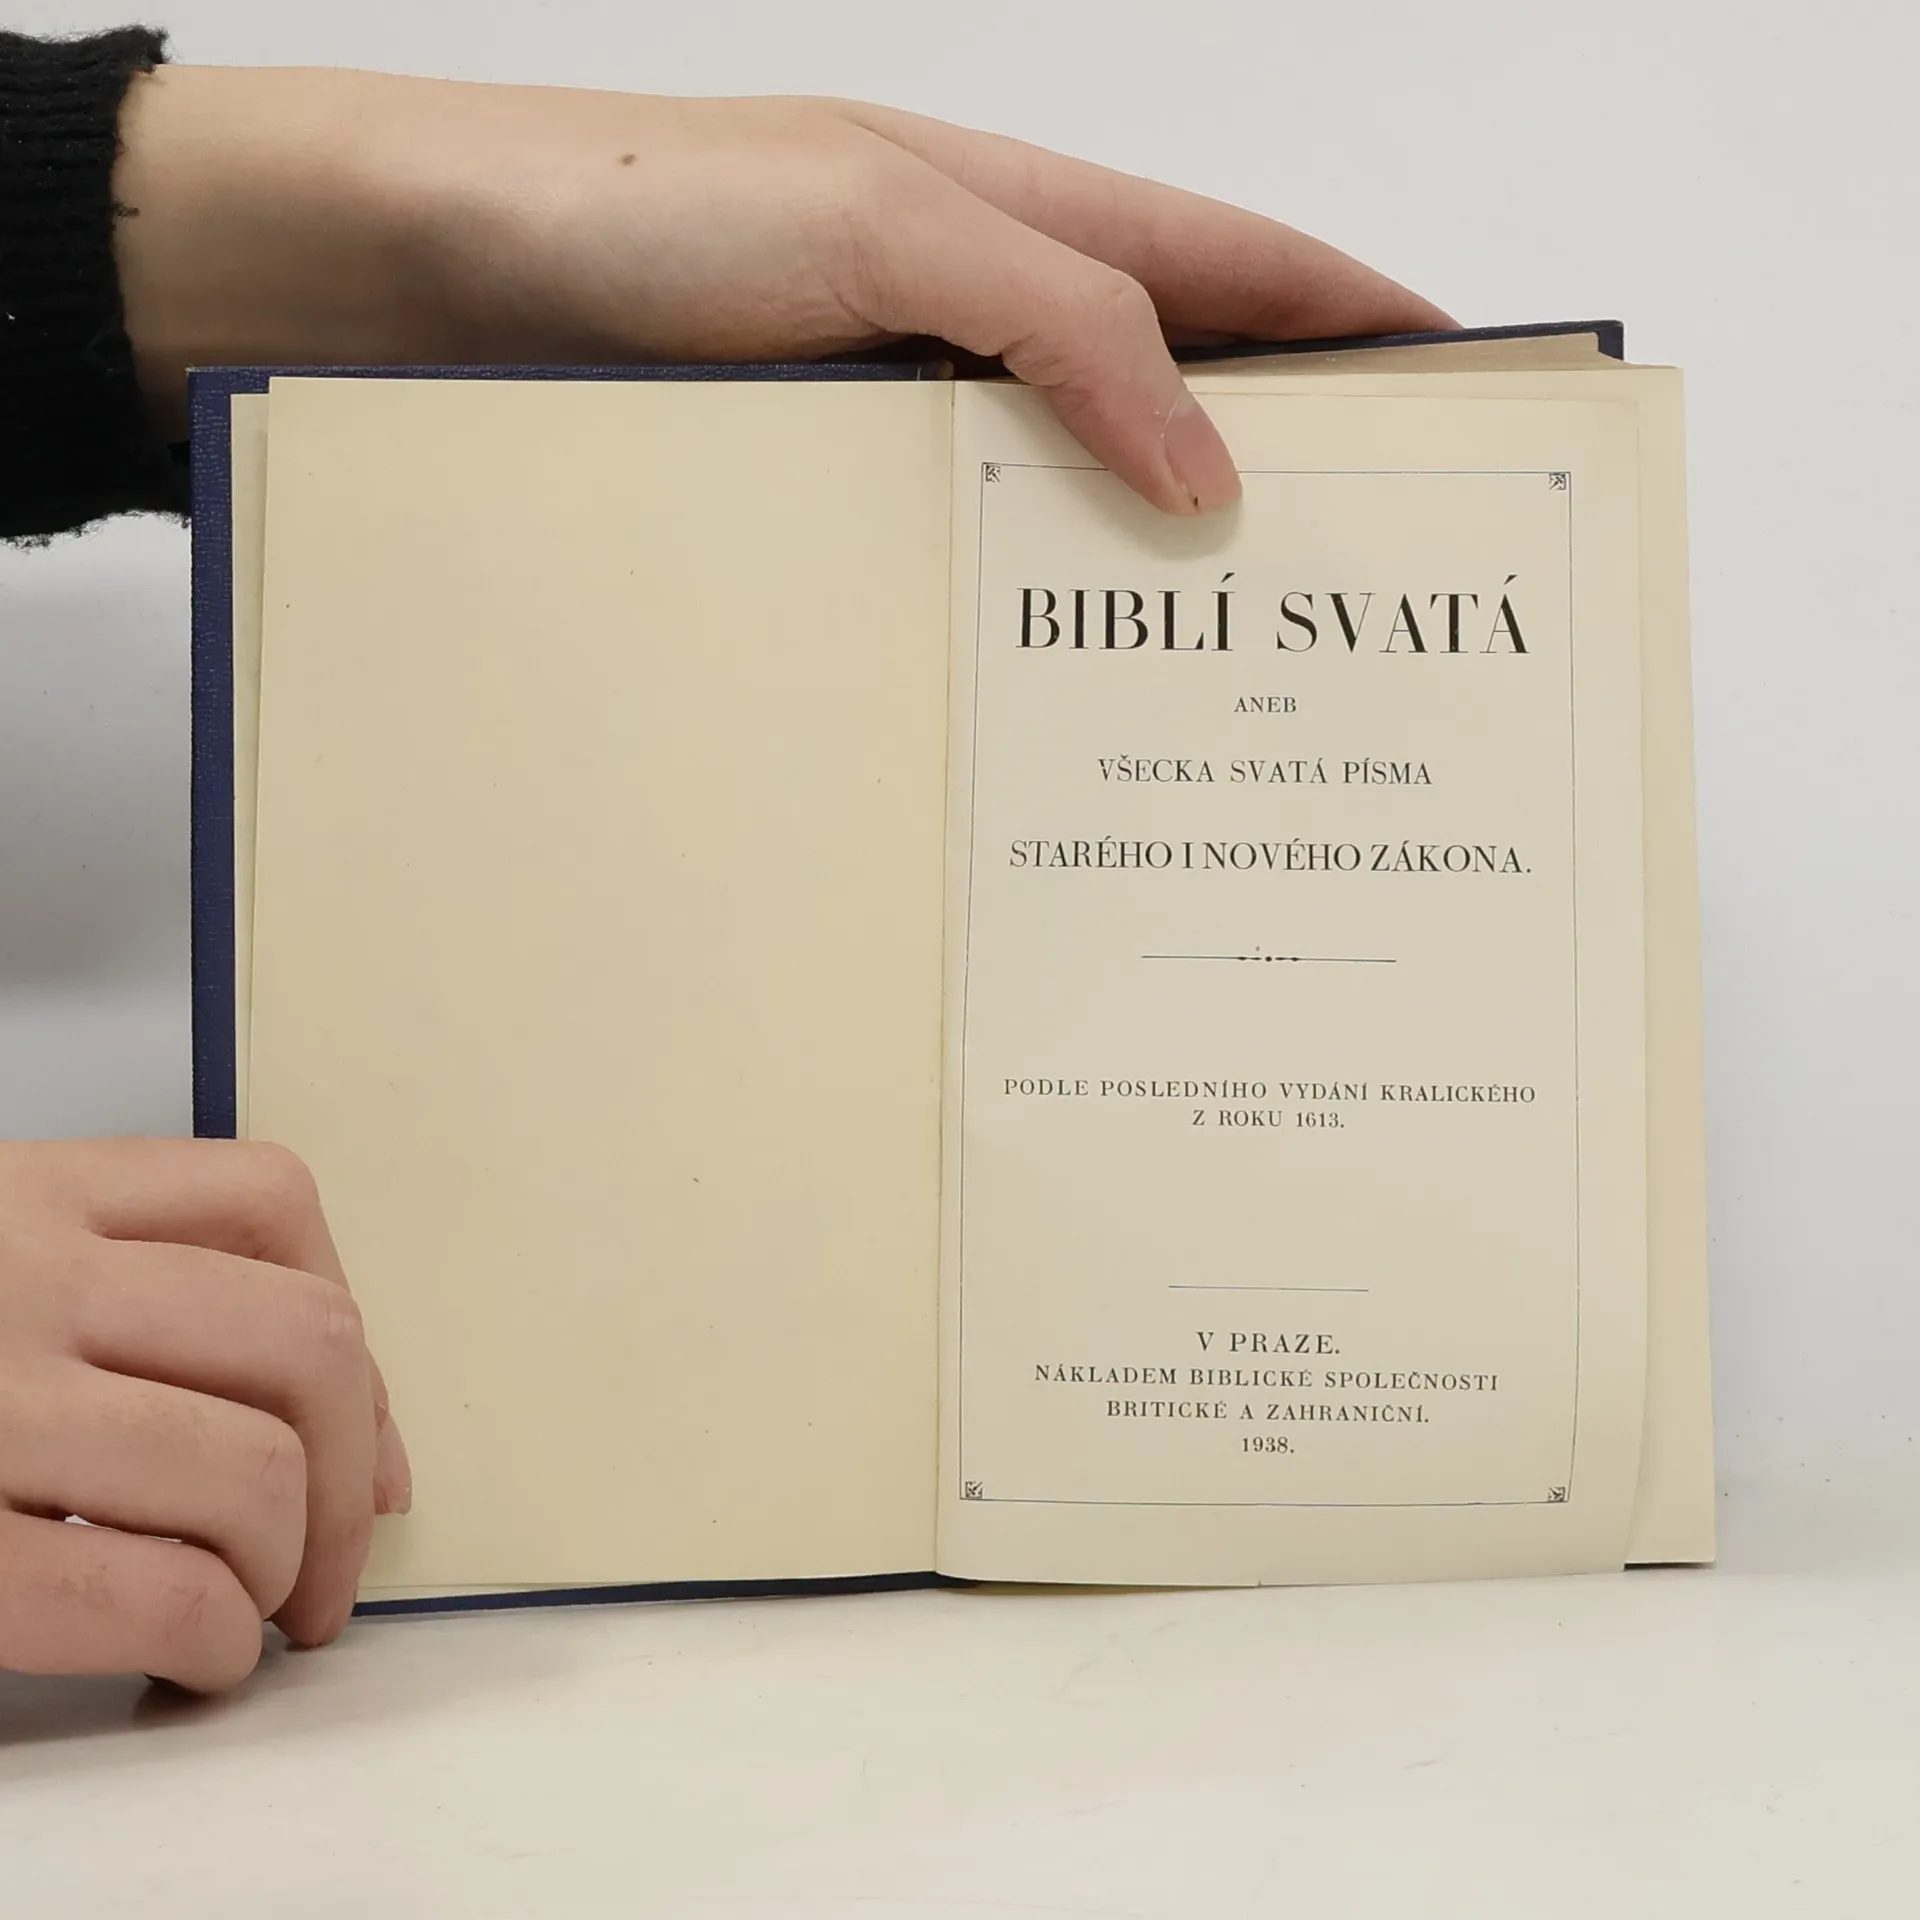 BIBLÍ SVATÁ
ANEB
VŠECKA SVATÁ PÍSMA
STARÉHO I NOVÉHO ZÁKONA.
PODLE POSLEDNÍHO VYDÁNÍ KRALICKÉHO
Z ROKU 1613.
V PRAZE.
NÁKLADEM BIBLICKÉ SPOLEČNOSTI
BRITICKÉ A ZAHRANIČNÍ.
1938.